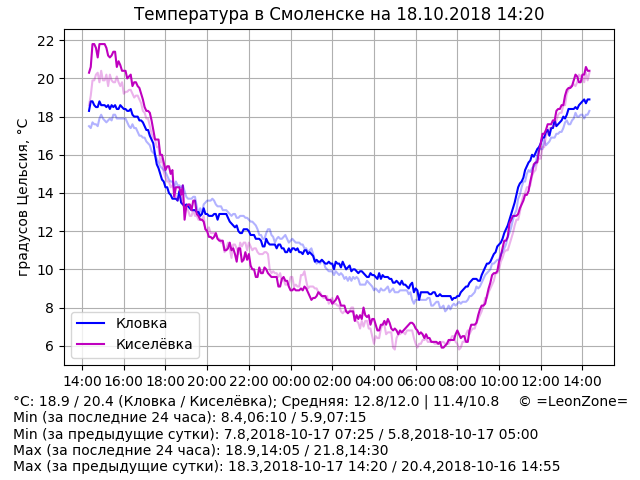 Температура в Смоленске на 18.10.2018 14:20
градусов Цельсия, °C
22
20
18
16
14
12
10
8
6
Кловка
Киселёвка
14:00 16:00 18:00 20:00 22:00 00:00 02:00 04:00 06:00 08:00 10:00 12:00 14:00
°C: 18.9 / 20.4 (Кловка / Киселёвка); Средняя: 12.8/12.0 | 11.4/10.8 © =LeonZone=
Min (за последние 24 часа): 8.4,06:10 / 5.9,07:15
Min (за предыдущие сутки): 7.8,2018-10-17 07:25 / 5.8,2018-10-17 05:00
Max (за последние 24 часа): 18.9,14:05 / 21.8,14:30
Max (за предыдущие сутки): 18.3,2018-10-17 14:20 / 20.4,2018-10-16 14:55